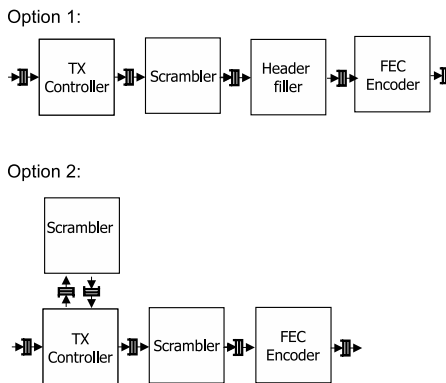 Option 1:
TX
Controller
Scrambler
Header
filler
FEC
Encoder
Option 2:
Scrambler
TX
Controller
Scrambler
FEC
Encoder